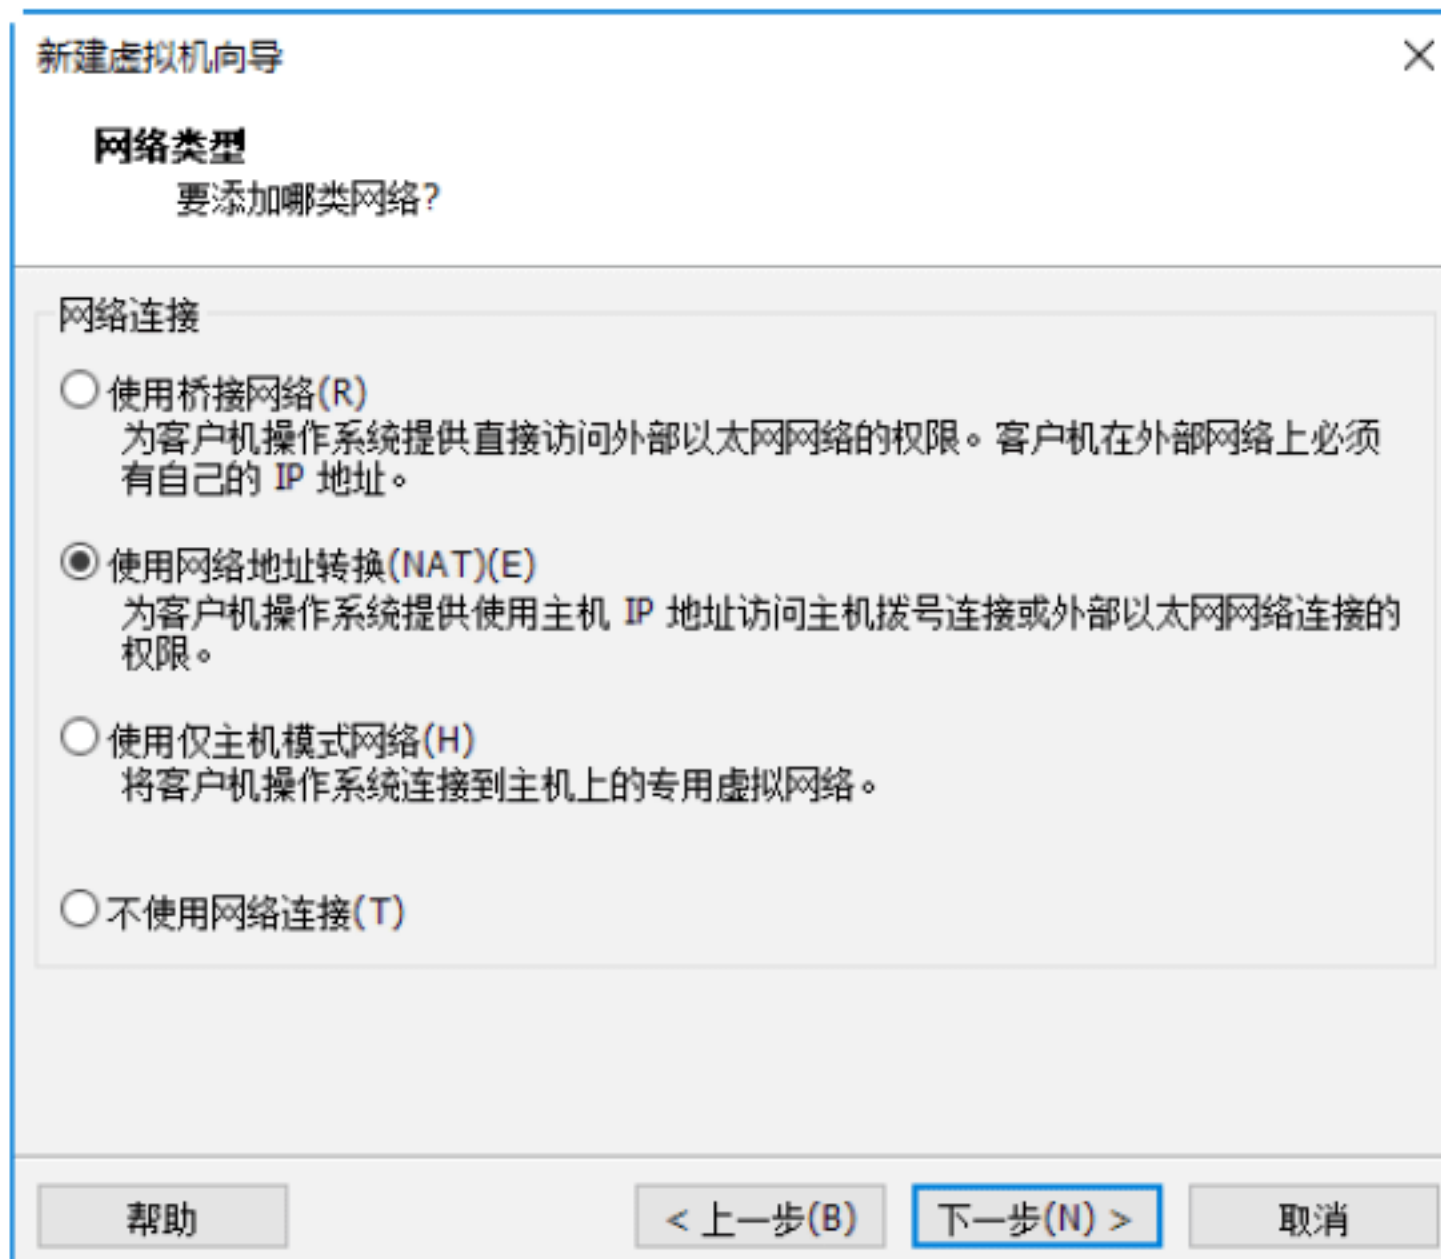 新建虚拟机向导
网络类型
要添加哪类网络?
网络连接
使用桥接网络(R)
为客户机操作系统提供直接访问外部以太网网络的权限。客户机在外部网络上必须
有自己的 IP 地址。
使用网络地址转换(NAT)(E)
为客户机操作系统提供使用主机 IP 地址访问主机拨号连接或外部以太网网络连接的
权限。
使用仅主机模式网络(H)
将客户机操作系统连接到主机上的专用虚拟网络。
不使用网络连接(T)
帮助 < 上一步(B) 下一步(N) > 取消